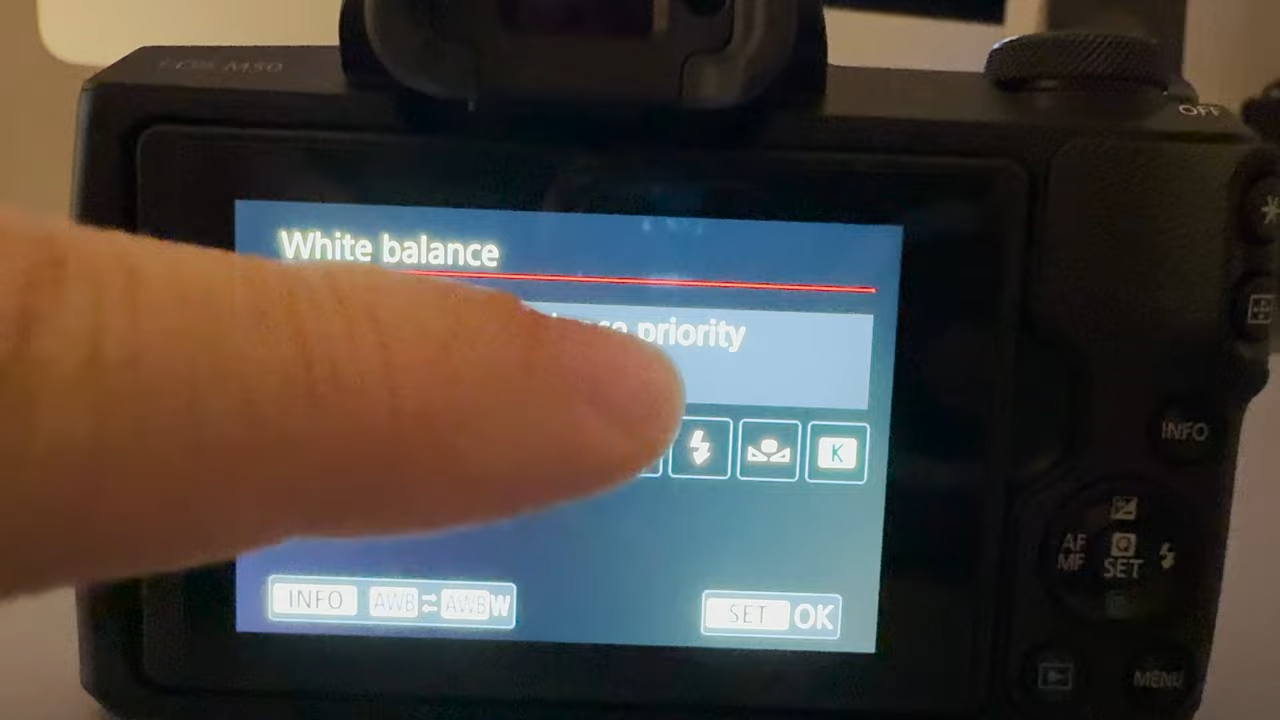 EOS M50
OFF
White balance
priority
K
INFO
INFO AWB AWBW
SET OK
AF
MF
Q
SET
MENU